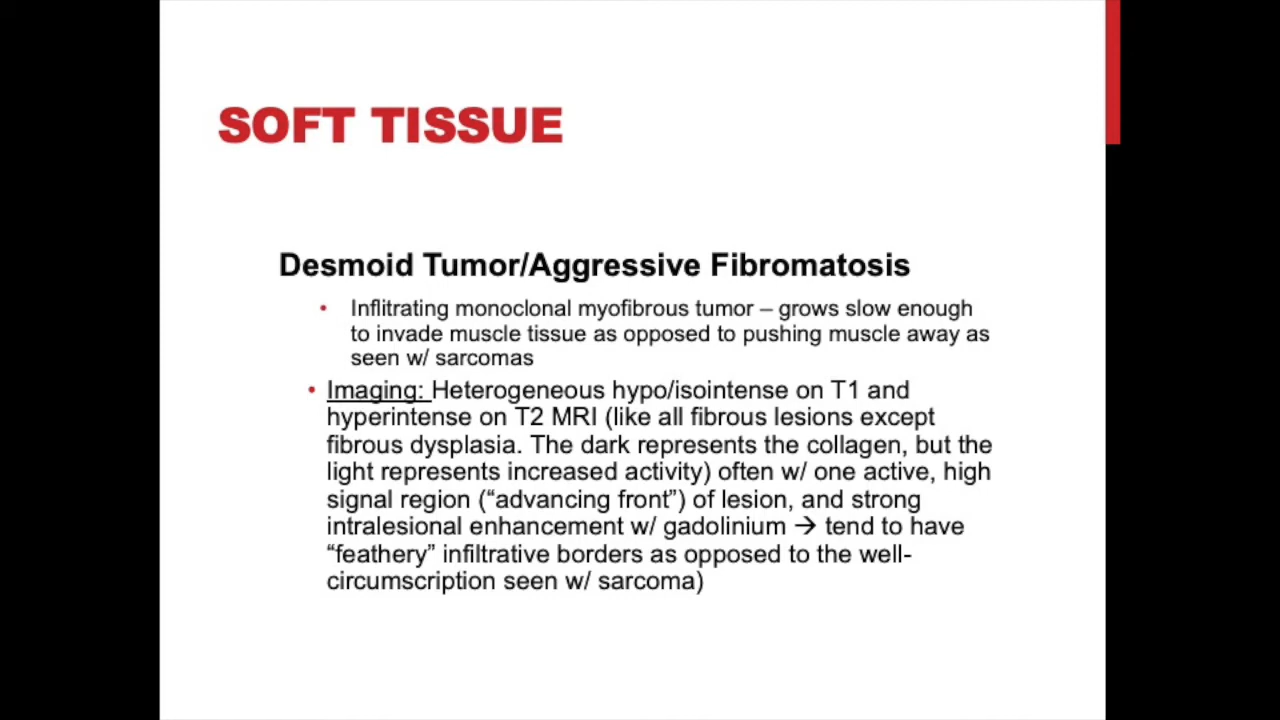 SOFT TISSUE
Desmoid Tumor/Aggressive Fibromatosis
• Inflitrating monoclonal myofibrous tumor – grows slow enough
to invade muscle tissue as opposed to pushing muscle away as
seen w/ sarcomas
• Imaging: Heterogeneous hypo/isointense on T1 and
hyperintense on T2 MRI (like all fibrous lesions except
fibrous dysplasia. The dark represents the collagen, but the
light represents increased activity) often w/ one active, high
signal region (“advancing front”) of lesion, and strong
intralesional enhancement w/ gadolinium → tend to have
“feathery” infiltrative borders as opposed to the well-
circumscription seen w/ sarcoma)